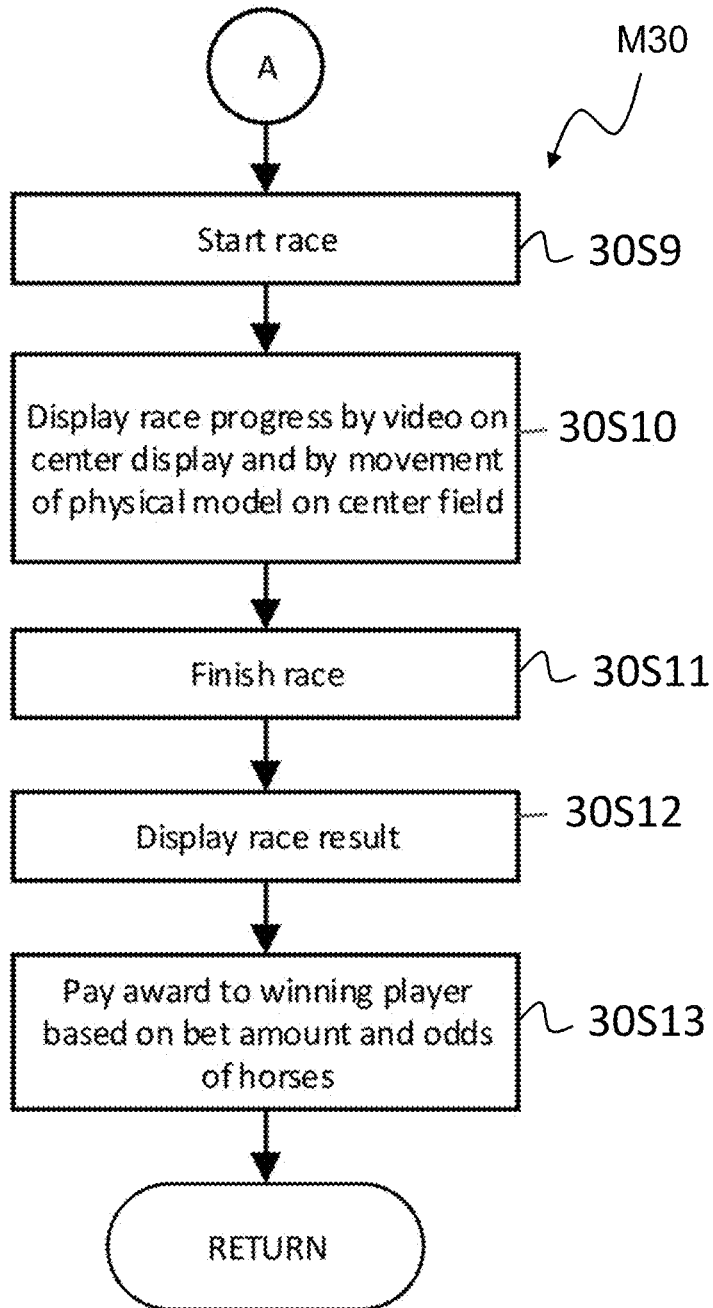 A
M30
Start race
30S9
Display race progress by video on
center display and by movement
of physical model on center field
30S10
Finish race
30S11
Display race result
30S12
Pay award to winning player
based on bet amount and odds
of horses
30S13
RETURN